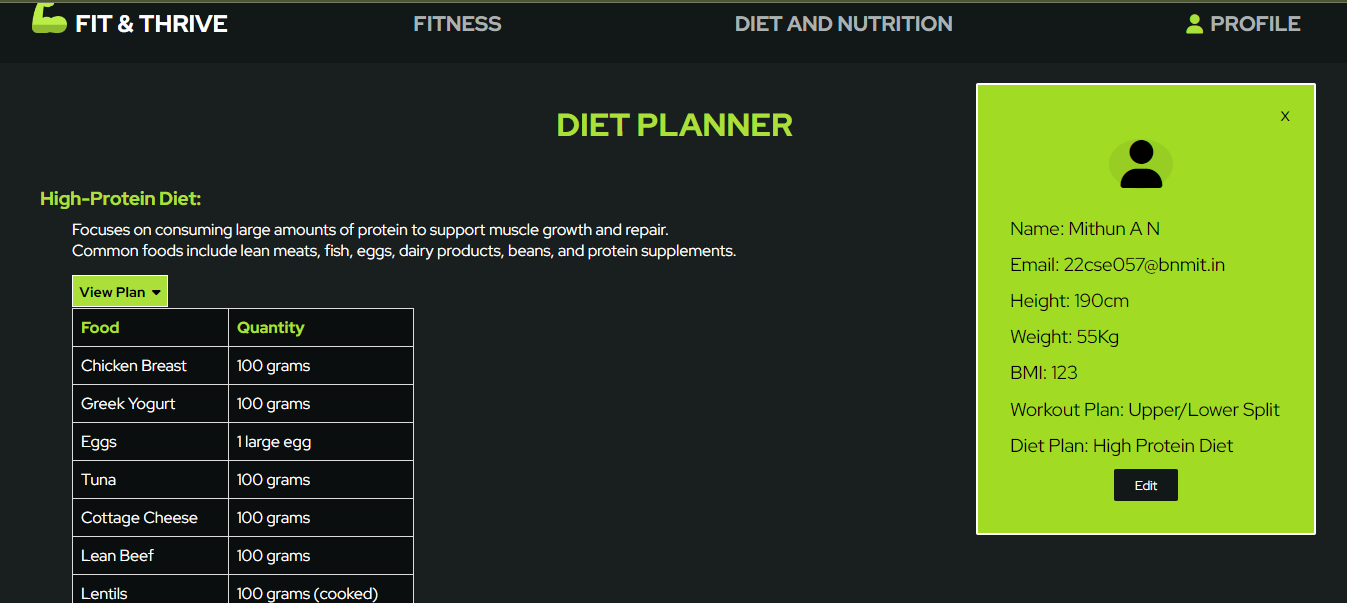 FIT & THRIVE FITNESS DIET AND NUTRITION PROFILE
DIET PLANNER
High-Protein Diet:
Focuses on consuming large amounts of protein to support muscle growth and repair.
Common foods include lean meats, fish, eggs, dairy products, beans, and protein supplements.
View Plan
Food Quantity
Chicken Breast 100 grams
Greek Yogurt 100 grams
Eggs 1 large egg
Tuna 100 grams
Cottage Cheese 100 grams
Lean Beef 100 grams
Lentils 100 grams (cooked)
X
Name: Mithun A N
Email: 22cse057@bnmit.in
Height: 190cm
Weight: 55Kg
BMI: 123
Workout Plan: Upper/Lower Split
Diet Plan: High Protein Diet
Edit